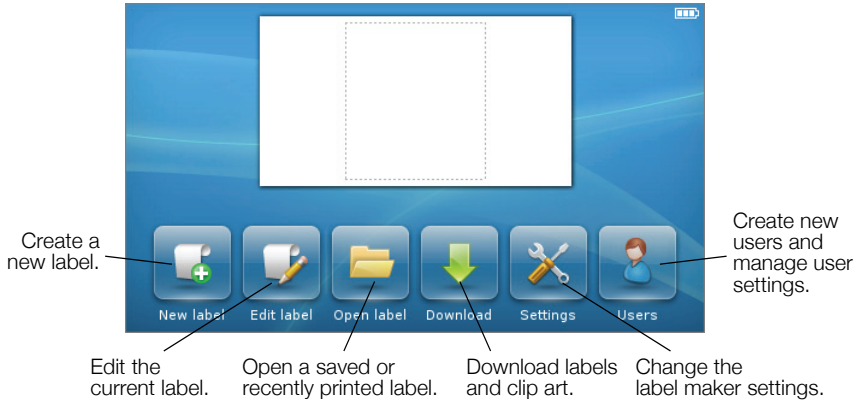 Create a
new label.
Create new
users and
manage user
settings.
New label
Edit label
Open label
Download
Settings
Users
Edit the
current label.
Open a saved or
recently printed label.
Download labels
and clip art.
Change the
label maker settings.